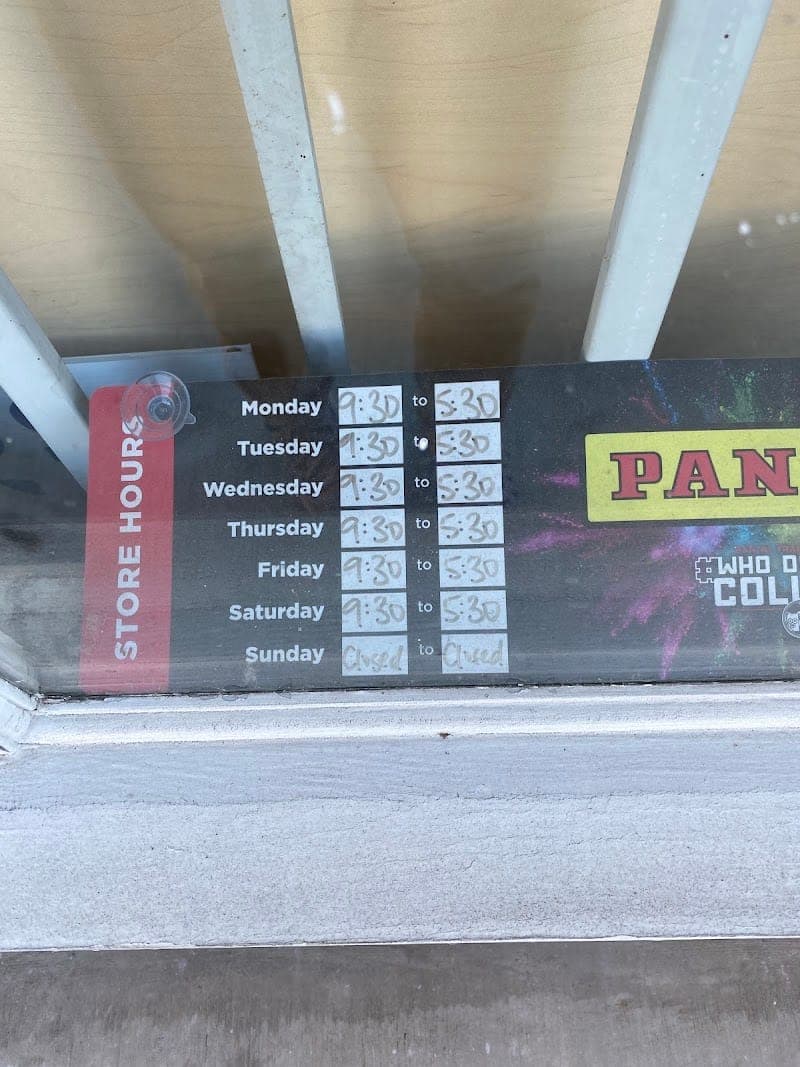 STORE HOURS
Monday 9:30 to 5:30
Tuesday 9:30 to 5:30
Wednesday 9:30 to 5:30
Thursday 9:30 to 5:30
Friday 9:30 to 5:30
Saturday 9:30 to 5:30
Sunday Closed to Closed
PAN
#WHO
COL